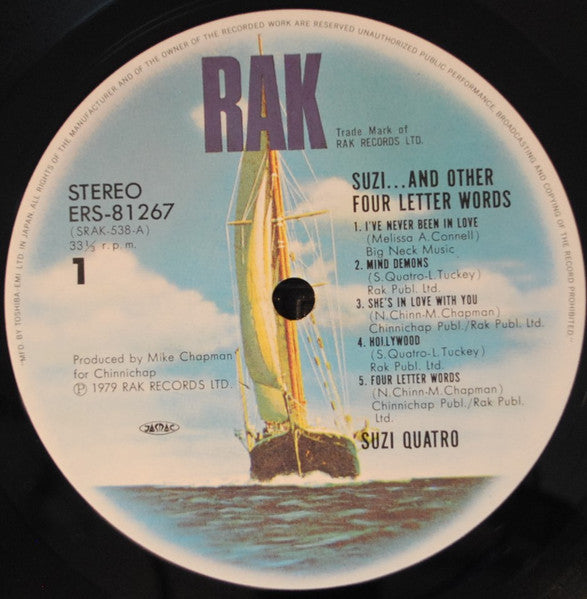 "MFD. BY TOSHIBA-EMI LTD. IN JAPAN. ALL RIGHTS OF THE MANUFACTURER AND OF THE OWNER OF THE RECORDED WORK ARE RESERVED UNAUTHORIZED PUBLIC PERFORMANCE, BROADCASTING AND COPYING OF THE RECORD PROHIBITED."
RAK
Trade Mark of
RAK RECORDS LTD.
STEREO
ERS-81267
(SRAK-538-A)
33⅓ r.p.m.
1
SUZI...AND OTHER
FOUR LETTER WORDS
1. I'VE NEVER BEEN IN LOVE
(Melissa A.Connell)
Big Neck Music
2. MIND DEMONS
(S.Quatro-L.Tuckey)
Rak Publ. Ltd.
3. SHE'S IN LOVE WITH YOU
(N.Chinn-M.Chapman)
Chinnichap Publ./Rak Publ. Ltd.
4. HOLLYWOOD
(S.Quatro-L.Tuckey)
Rak Publ. Ltd.
5. FOUR LETTER WORDS
(N.Chinn-M.Chapman)
Chinnichap Publ./Rak Publ. Ltd.
Produced by Mike Chapman
for Chinnichap
Ⓟ 1979 RAK RECORDS LTD.
JASRAC
SUZI QUATRO